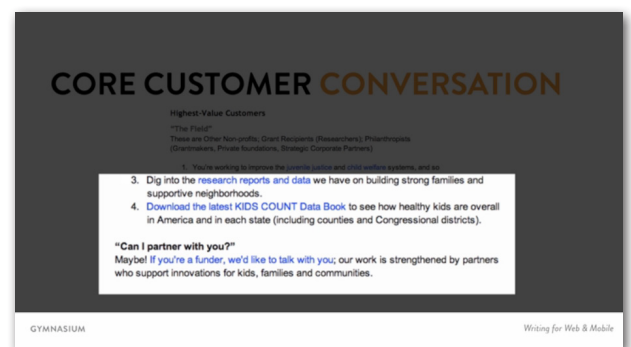 CORE CUSTOMER CONVERSATION
Highest-Value Customers
"The Field"
These are Other Non-profits; Grant Recipients (Researchers); Philanthropists
(Grantmakers, Private foundations, Strategic Corporate Partners)
1. You're working to improve the juvenile justice and child welfare systems, and so
3. Dig into the research reports and data we have on building strong families and
supportive neighborhoods.
4. Download the latest KIDS COUNT Data Book to see how healthy kids are overall
in America and in each state (including counties and Congressional districts).
"Can I partner with you?"
Maybe! If you're a funder, we'd like to talk with you; our work is strengthened by partners
who support innovations for kids, families and communities.
GYMNASIUM
Writing for Web & Mobile